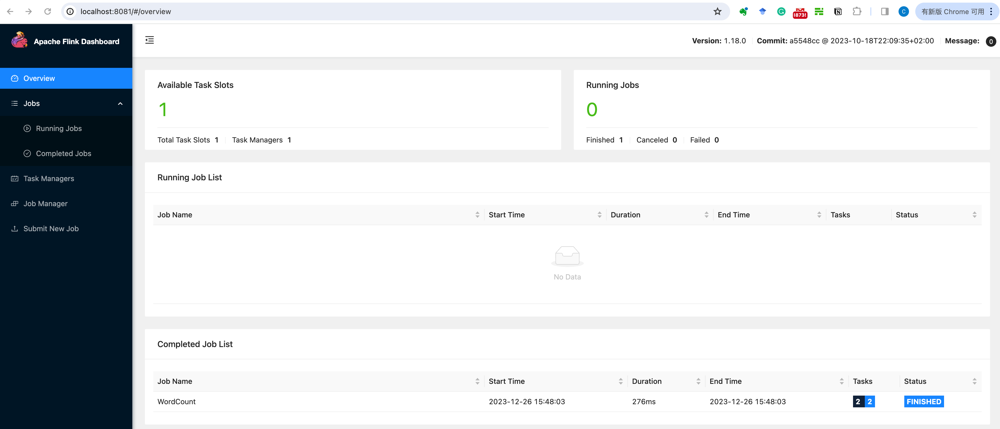 localhost:8081/#/overview
C
有新版 Chrome 可用
Apache Flink Dashboard
Version: 1.18.0 Commit: a5548cc @ 2023-10-18T22:09:35+02:00 Message: 0
Overview
Jobs
Running Jobs
Completed Jobs
Task Managers
Job Manager
Submit New Job
Available Task Slots
1
Total Task Slots 1 Task Managers 1
Running Jobs
0
Finished 1 Canceled 0 Failed 0
Running Job List
Job Name Start Time Duration End Time Tasks Status
No Data
Completed Job List
Job Name Start Time Duration End Time Tasks Status
WordCount 2023-12-26 15:48:03 276ms 2023-12-26 15:48:03 2 2 FINISHED